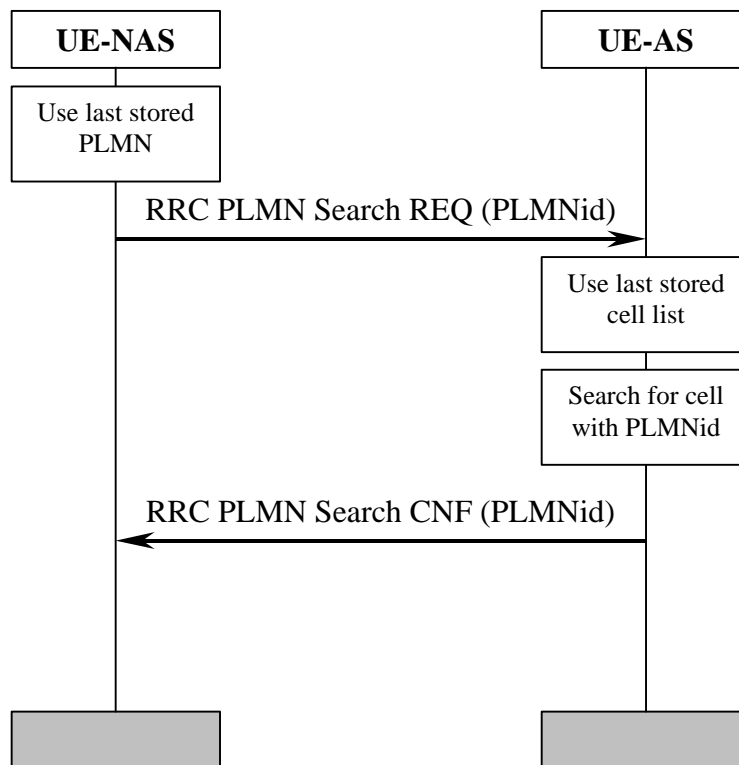 UE-NAS
UE-AS
Use last stored
PLMN
RRC PLMN Search REQ (PLMNid)
Use last stored
cell list
Search for cell
with PLMNid
RRC PLMN Search CNF (PLMNid)